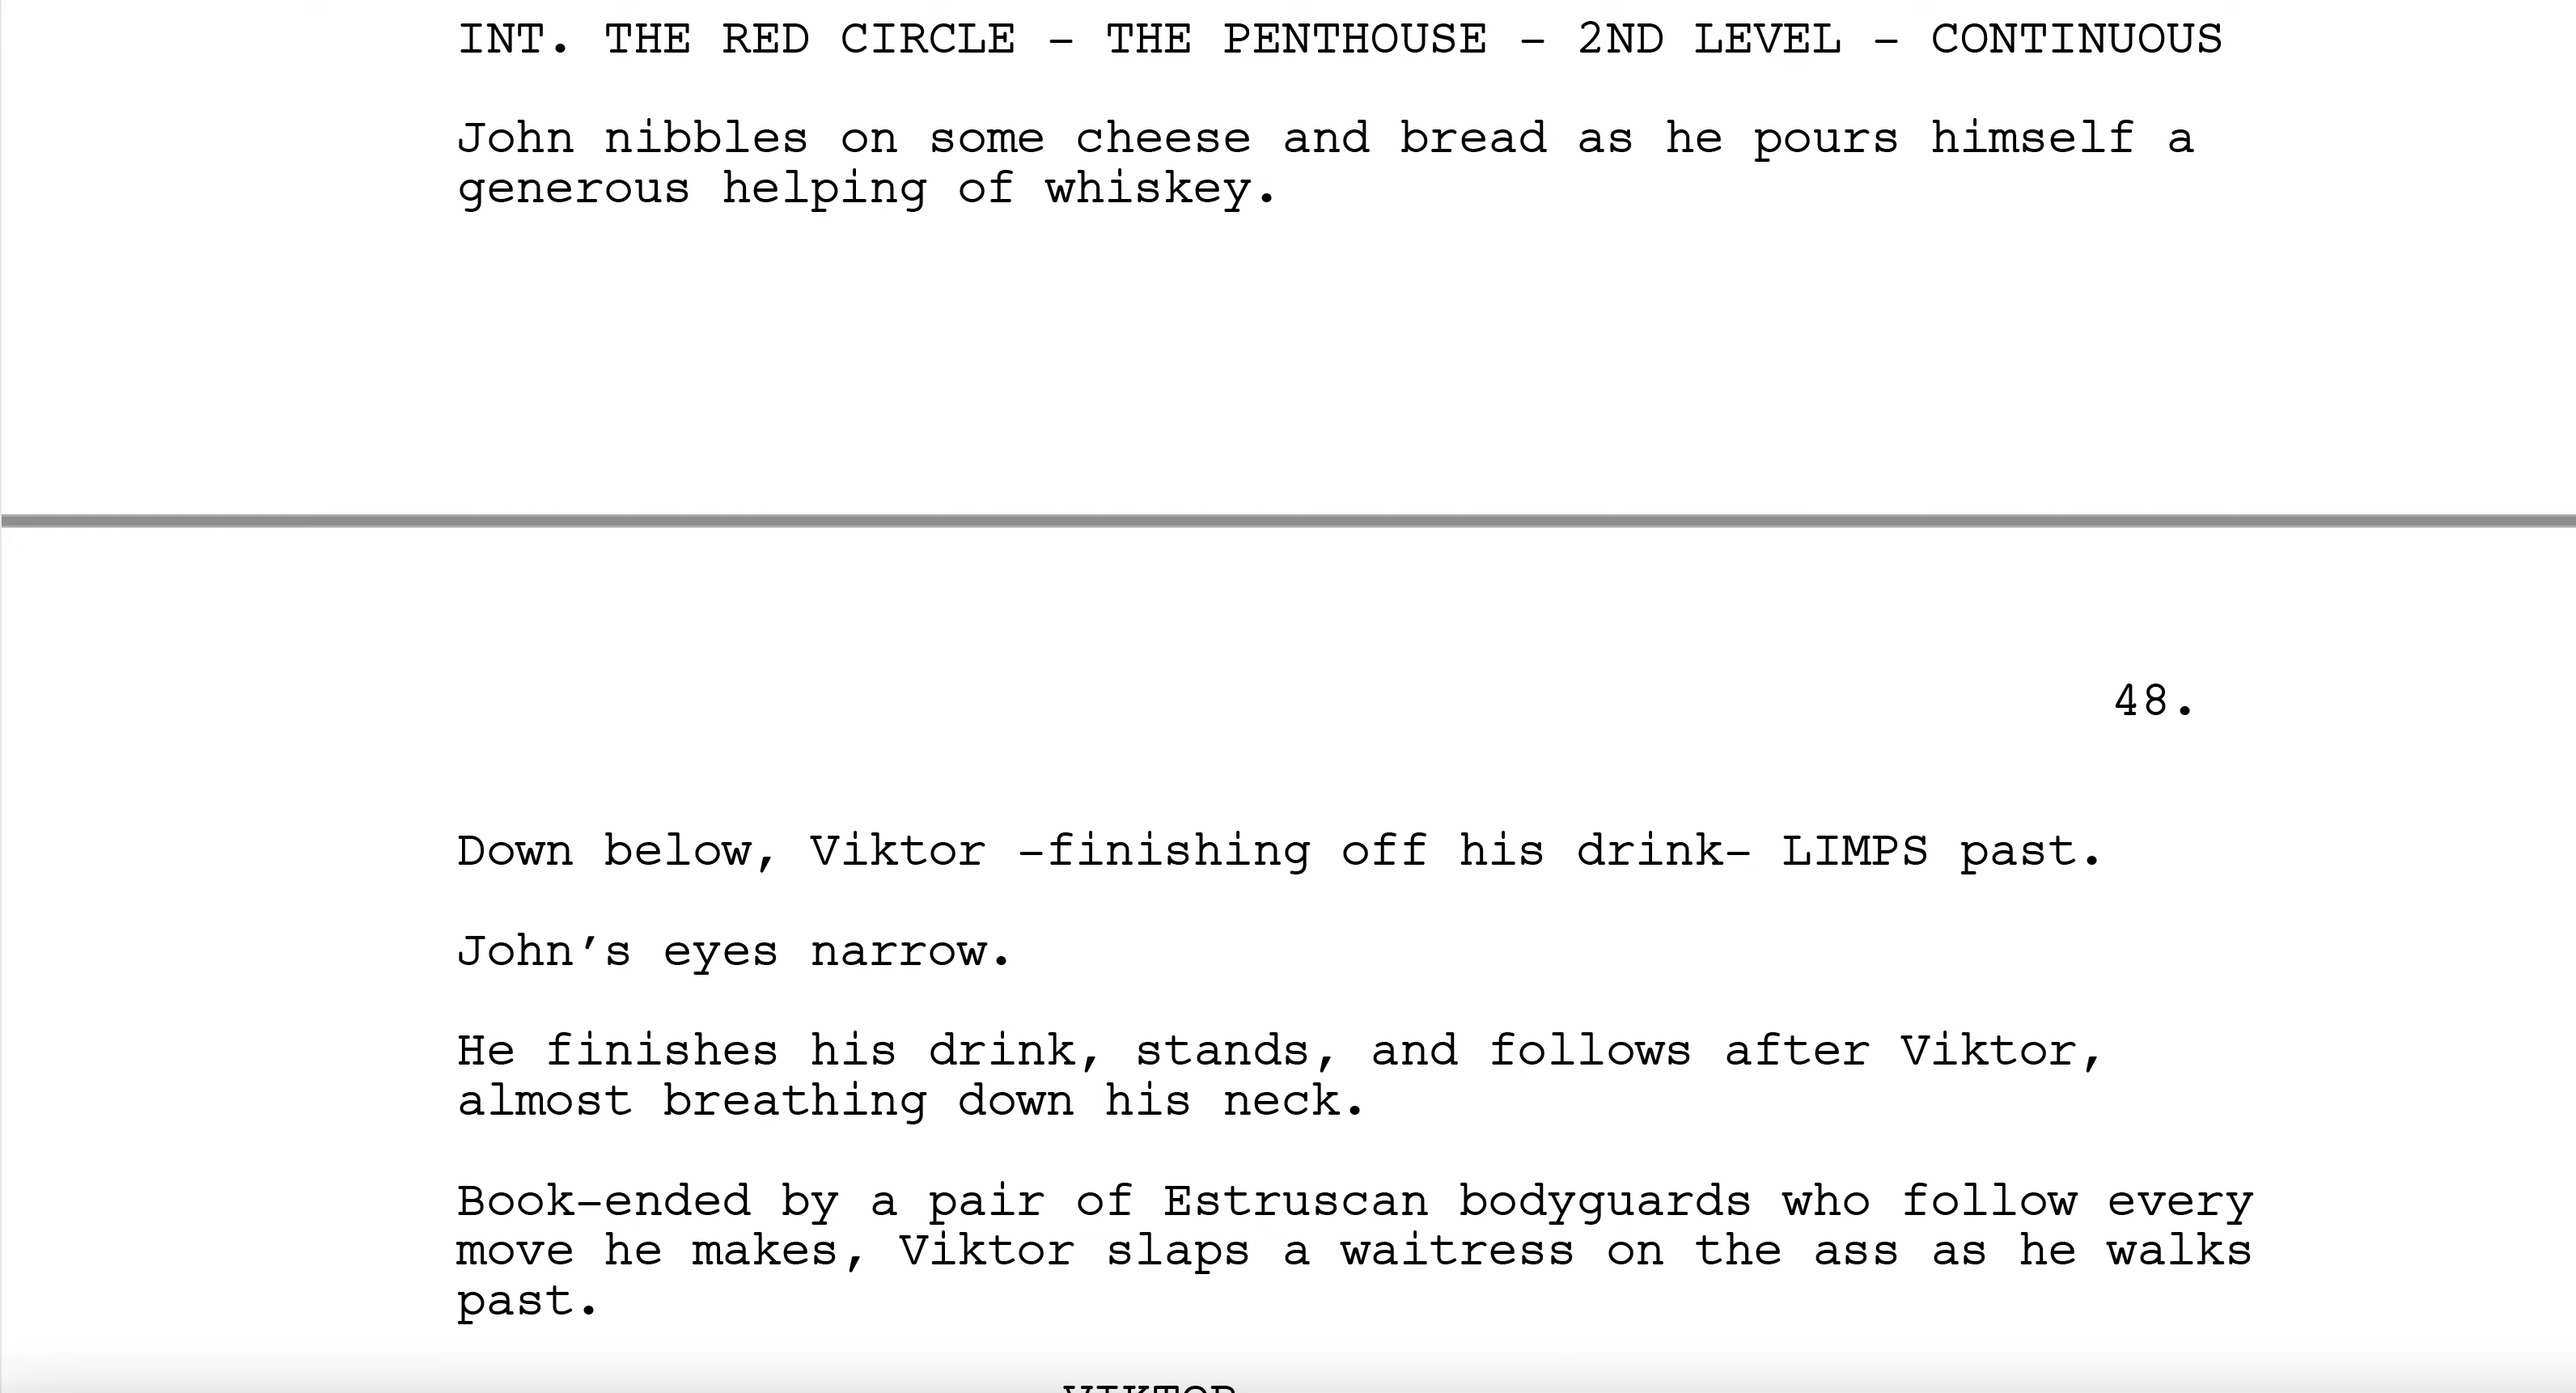 INT. THE RED CIRCLE - THE PENTHOUSE - 2ND LEVEL - CONTINUOUS
John nibbles on some cheese and bread as he pours himself a
generous helping of whiskey.
48.
Down below, Viktor -finishing off his drink- LIMPS past.
John’s eyes narrow.
He finishes his drink, stands, and follows after Viktor,
almost breathing down his neck.
Book-ended by a pair of Estruscan bodyguards who follow every
move he makes, Viktor slaps a waitress on the ass as he walks
past.
VIKTOR